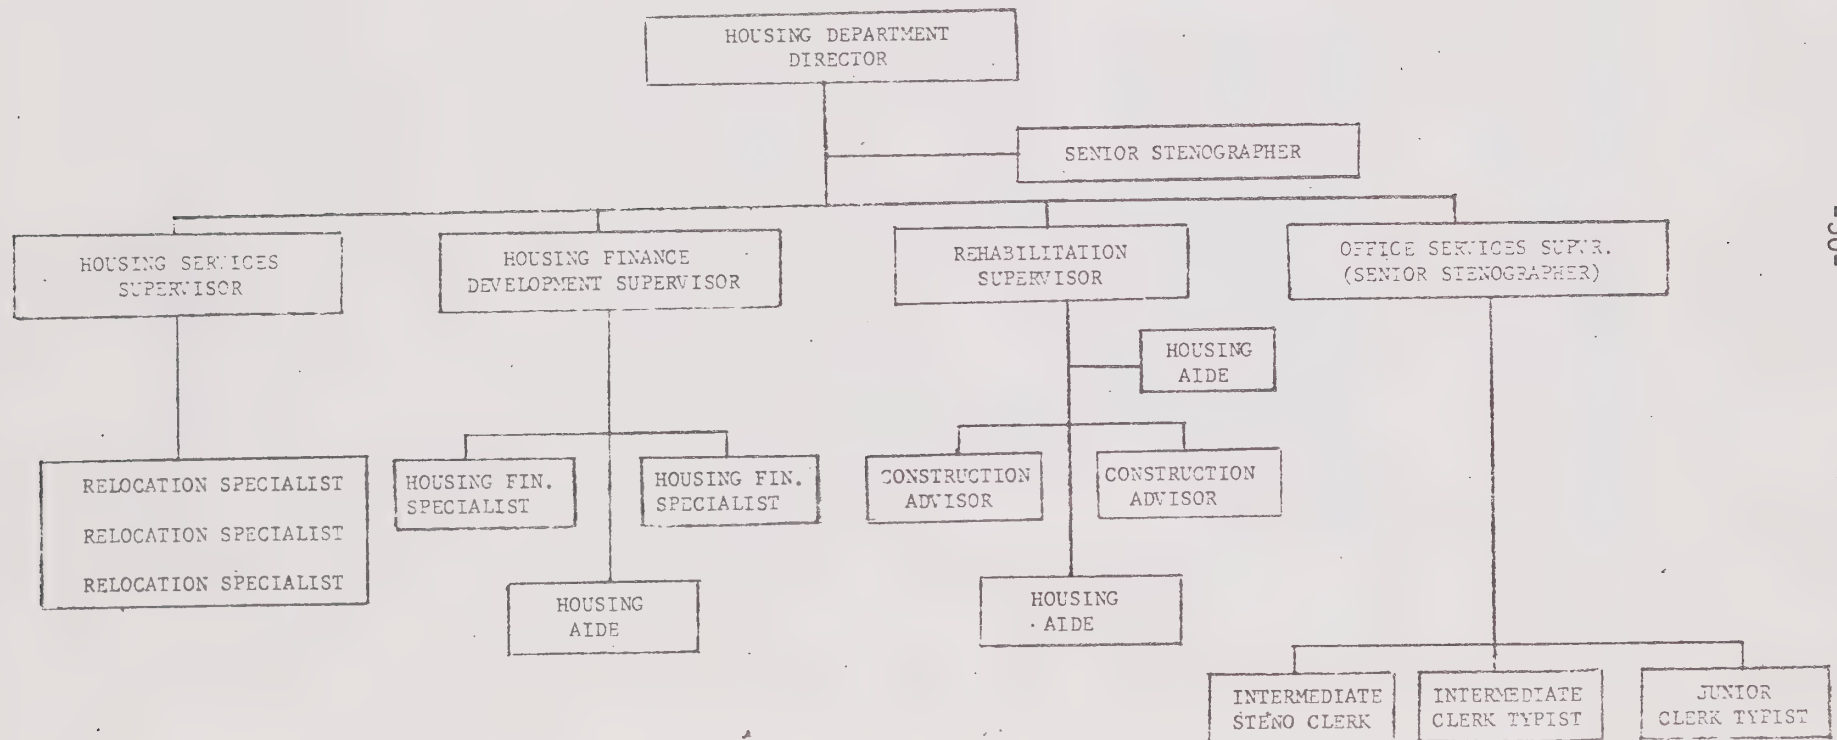 HOUSING DEPARTMENT
DIRECTOR
SENIOR STENOGRAPHER
HOUSING SERVICES
SUPERVISOR
HOUSING FINANCE
DEVELOPMENT SUPERVISOR
REHABILITATION
SUPERVISOR
OFFICE SERVICES SUPVR.
(SENIOR STENOGRAPHER)
HOUSING
AIDE
RELOCATION SPECIALIST
RELOCATION SPECIALIST
RELOCATION SPECIALIST
HOUSING FIN.
SPECIALIST
HOUSING FIN.
SPECIALIST
CONSTRUCTION
ADVISOR
CONSTRUCTION
ADVISOR
HOUSING
AIDE
HOUSING
AIDE
INTERMEDIATE
STENO CLERK
INTERMEDIATE
CLERK TYPIST
JUNIOR
CLERK TYPIST